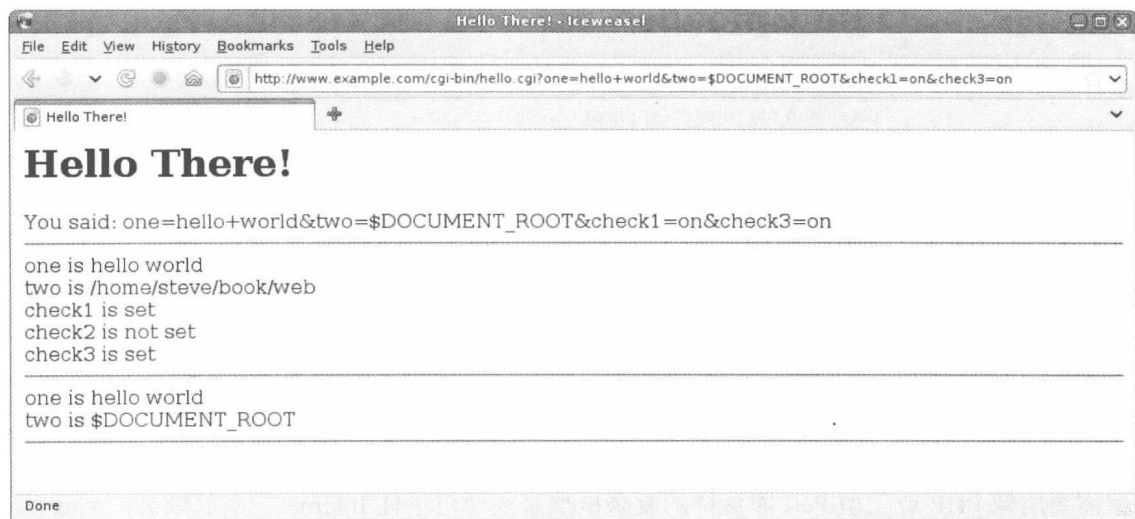 Hello There! - Iceweasel
File Edit View History Bookmarks Tools Help
http://www.example.com/cgi-bin/hello.cgi?one=hello+world&two=$DOCUMENT_ROOT&check1=on&check3=on
Hello There!
Hello There!
You said: one=hello+world&two=$DOCUMENT_ROOT&check1=on&check3=on
one is hello world
two is /home/steve/book/web
check1 is set
check2 is not set
check3 is set
one is hello world
two is $DOCUMENT_ROOT
Done